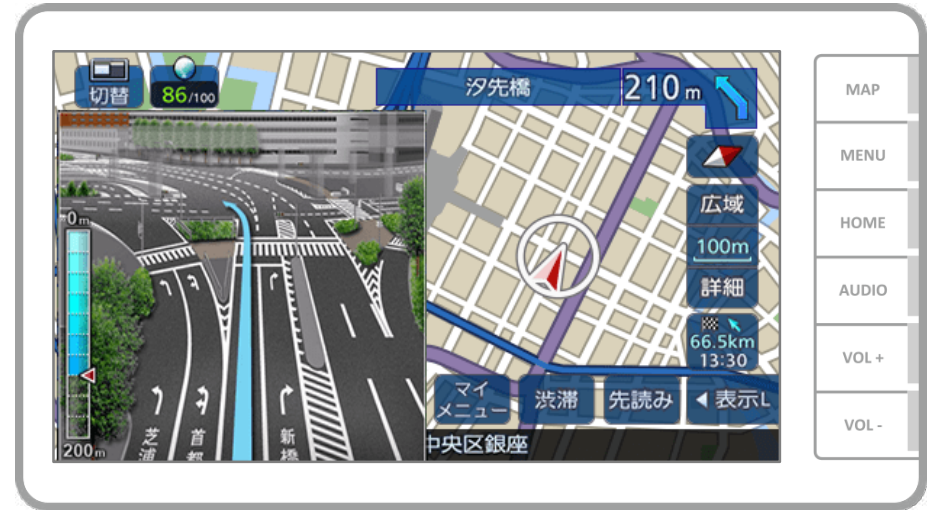 切替
86/100
汐先橋
210 m
0m
200m
芝浦
首都
新橋
広域
100m
詳細
66.5km
13:30
マイ
メニュー
渋滞
先読み
表示L
中央区銀座
MAP
MENU
HOME
AUDIO
VOL +
VOL -